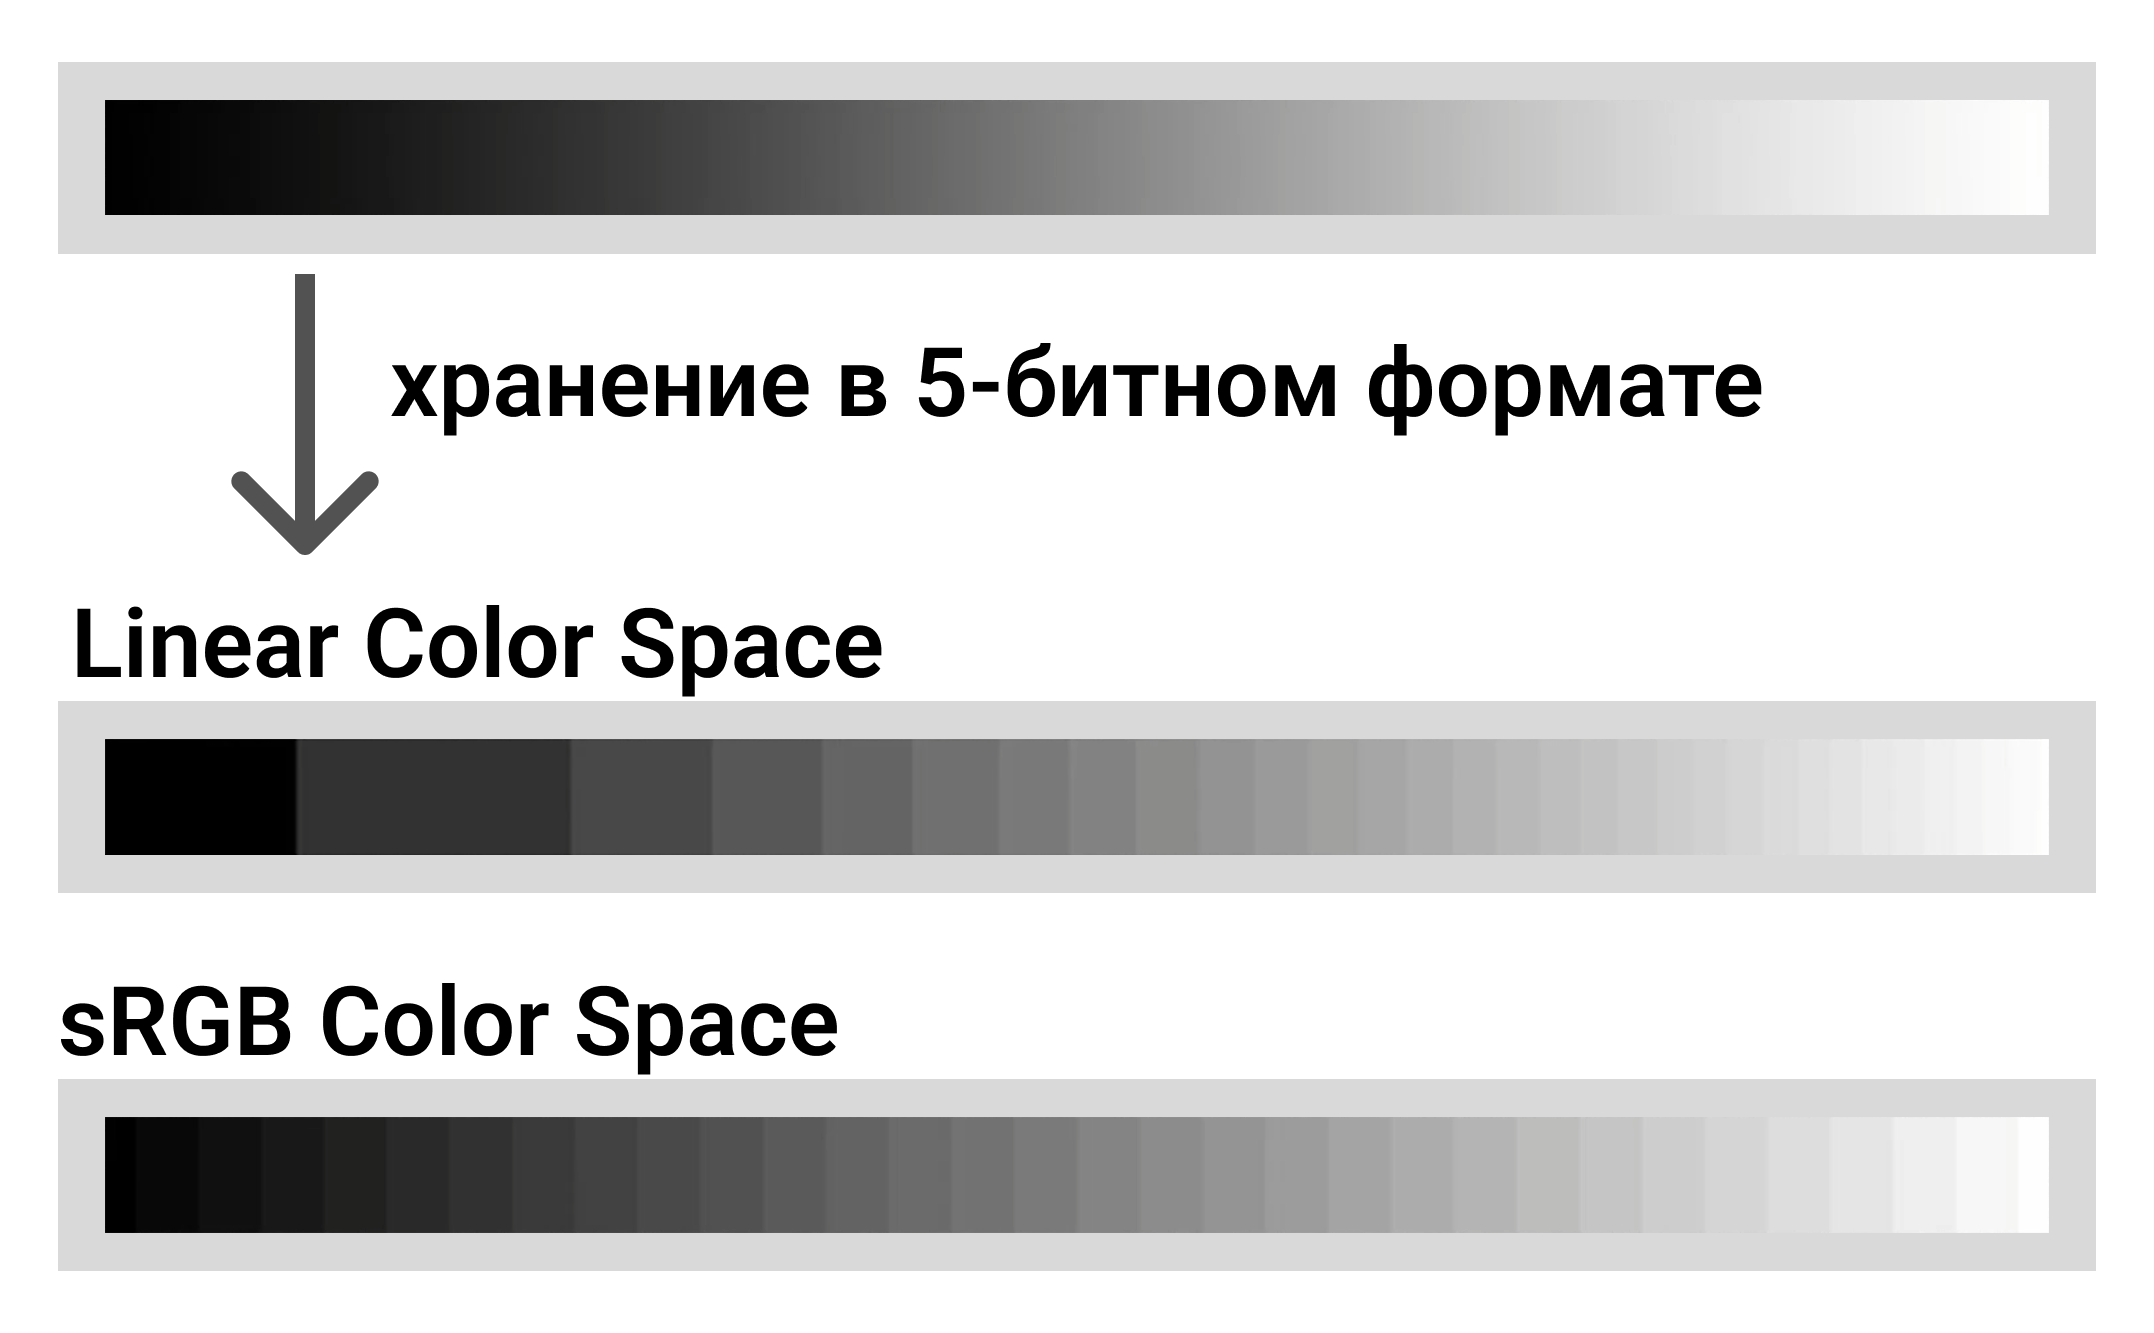 хранение в 5-битном формате
Linear Color Space
sRGB Color Space